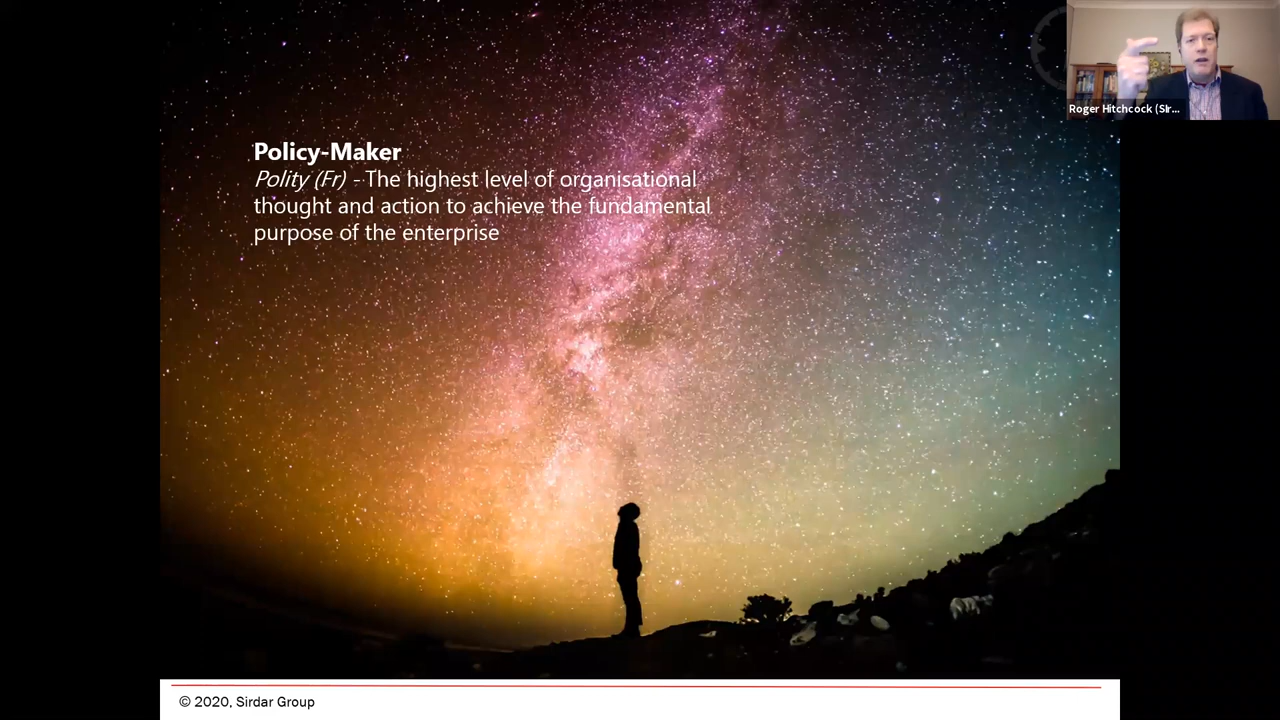 Policy-Maker
Polity (Fr) - The highest level of organisational
thought and action to achieve the fundamental
purpose of the enterprise
Roger Hitchcock (SIr...
© 2020, Sirdar Group